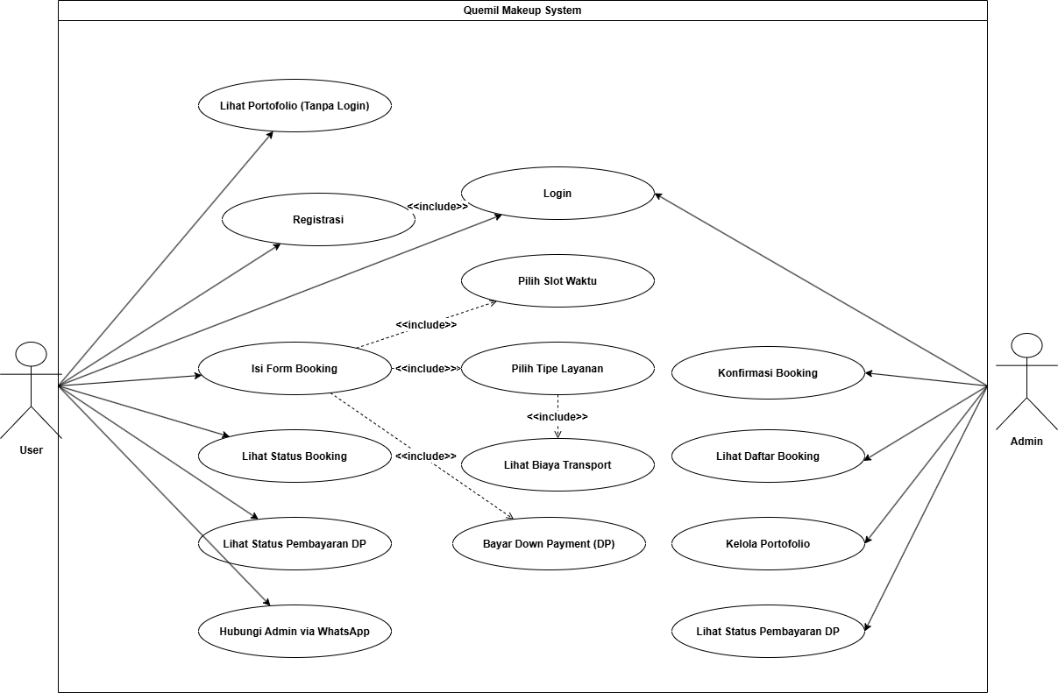 Quemil Makeup System
Lihat Portofolio (Tanpa Login)
Login
<<include>>
Registrasi
Pilih Slot Waktu
<<include>>
Isi Form Booking
<<include>>
Pilih Tipe Layanan
Konfirmasi Booking
<<include>>
User
Admin
Lihat Status Booking
<<include>>
Lihat Biaya Transport
Lihat Daftar Booking
Lihat Status Pembayaran DP
Bayar Down Payment (DP)
Kelola Portofolio
Hubungi Admin via WhatsApp
Lihat Status Pembayaran DP